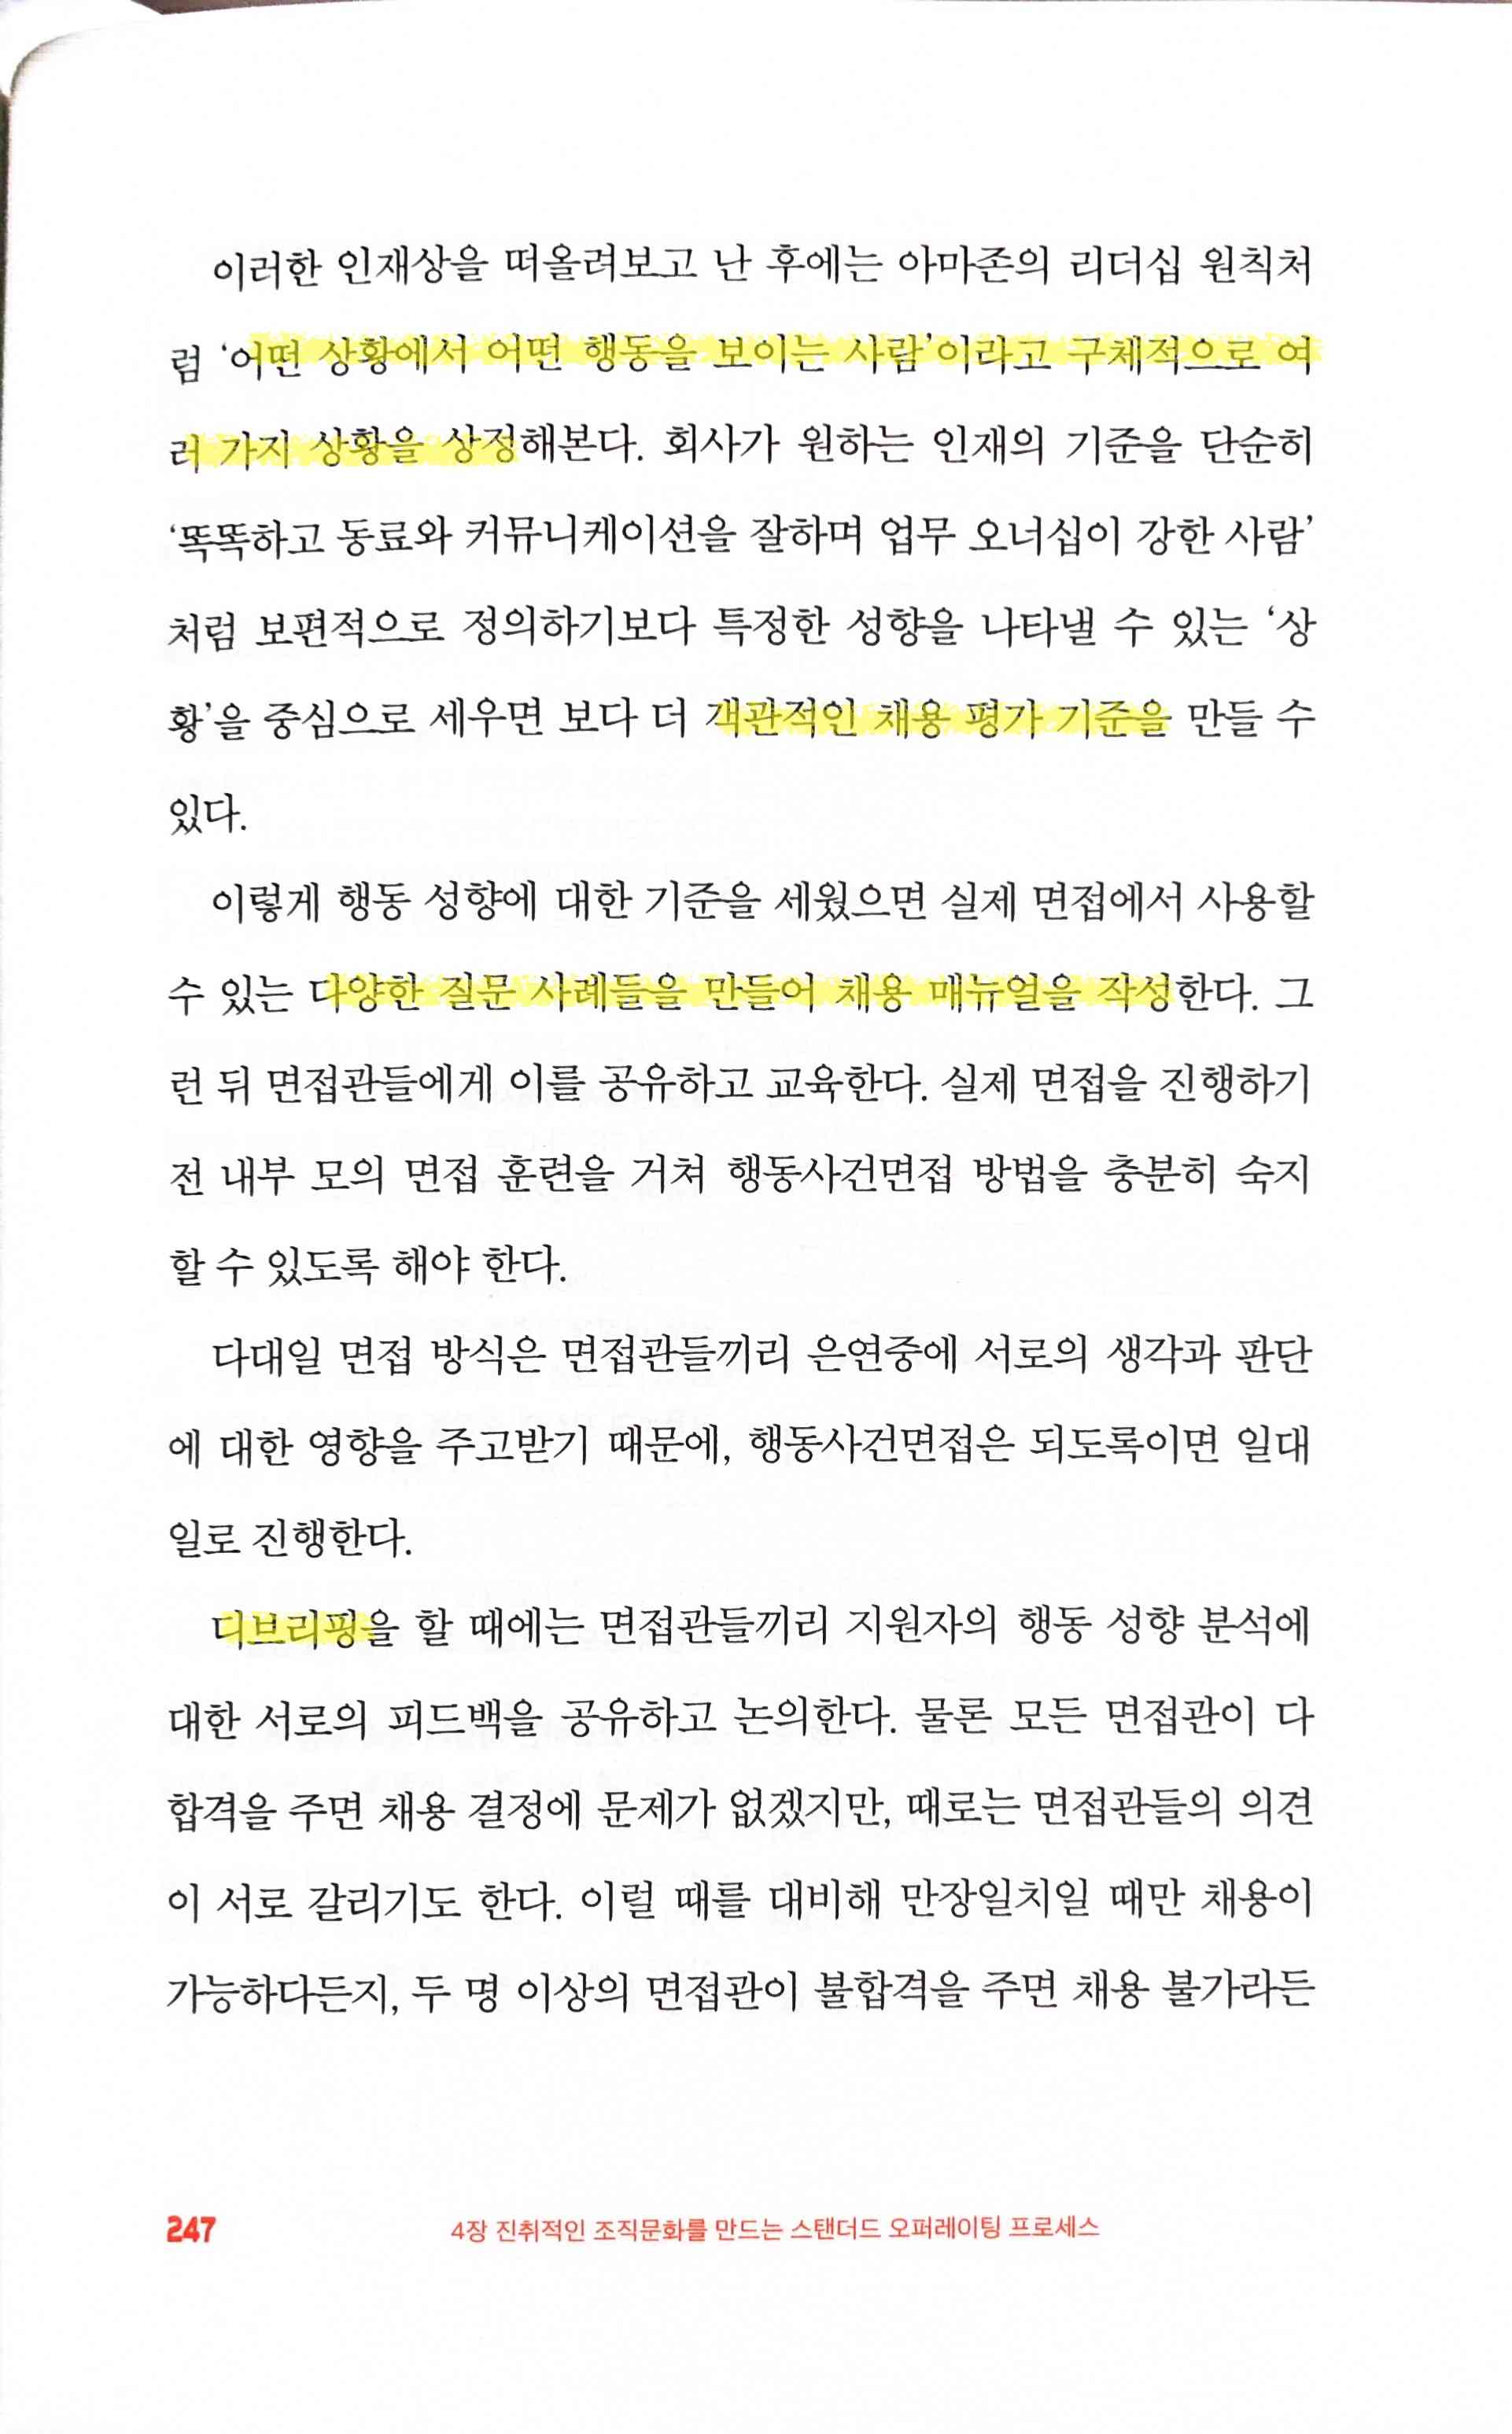 이러한 인재상을 떠올려보고 난 후에는 아마존의 리더십 원칙처
럼 ‘어떤 상황에서 어떤 행동을 보이는 사람’이라고 구체적으로 여
러 가지 상황을 상정해본다. 회사가 원하는 인재의 기준을 단순히
‘똑똑하고 동료와 커뮤니케이션을 잘하며 업무 오너십이 강한 사람’
처럼 보편적으로 정의하기보다 특정한 성향을 나타낼 수 있는 ‘상
황’을 중심으로 세우면 보다 더 객관적인 채용 평가 기준을 만들 수
있다.
이렇게 행동 성향에 대한 기준을 세웠으면 실제 면접에서 사용할
수 있는 다양한 질문 사례들을 만들어 채용 매뉴얼을 작성한다. 그
런 뒤 면접관들에게 이를 공유하고 교육한다. 실제 면접을 진행하기
전 내부 모의 면접 훈련을 거쳐 행동사건면접 방법을 충분히 숙지
할 수 있도록 해야 한다.
다대일 면접 방식은 면접관들끼리 은연중에 서로의 생각과 판단
에 대한 영향을 주고받기 때문에, 행동사건면접은 되도록이면 일대
일로 진행한다.
디브리핑을 할 때에는 면접관들끼리 지원자의 행동 성향 분석에
대한 서로의 피드백을 공유하고 논의한다. 물론 모든 면접관이 다
합격을 주면 채용 결정에 문제가 없겠지만, 때로는 면접관들의 의견
이 서로 갈리기도 한다. 이럴 때를 대비해 만장일치일 때만 채용이
가능하다든지, 두 명 이상의 면접관이 불합격을 주면 채용 불가라든
247 4장 진취적인 조직문화를 만드는 스탠더드 오퍼레이팅 프로세스